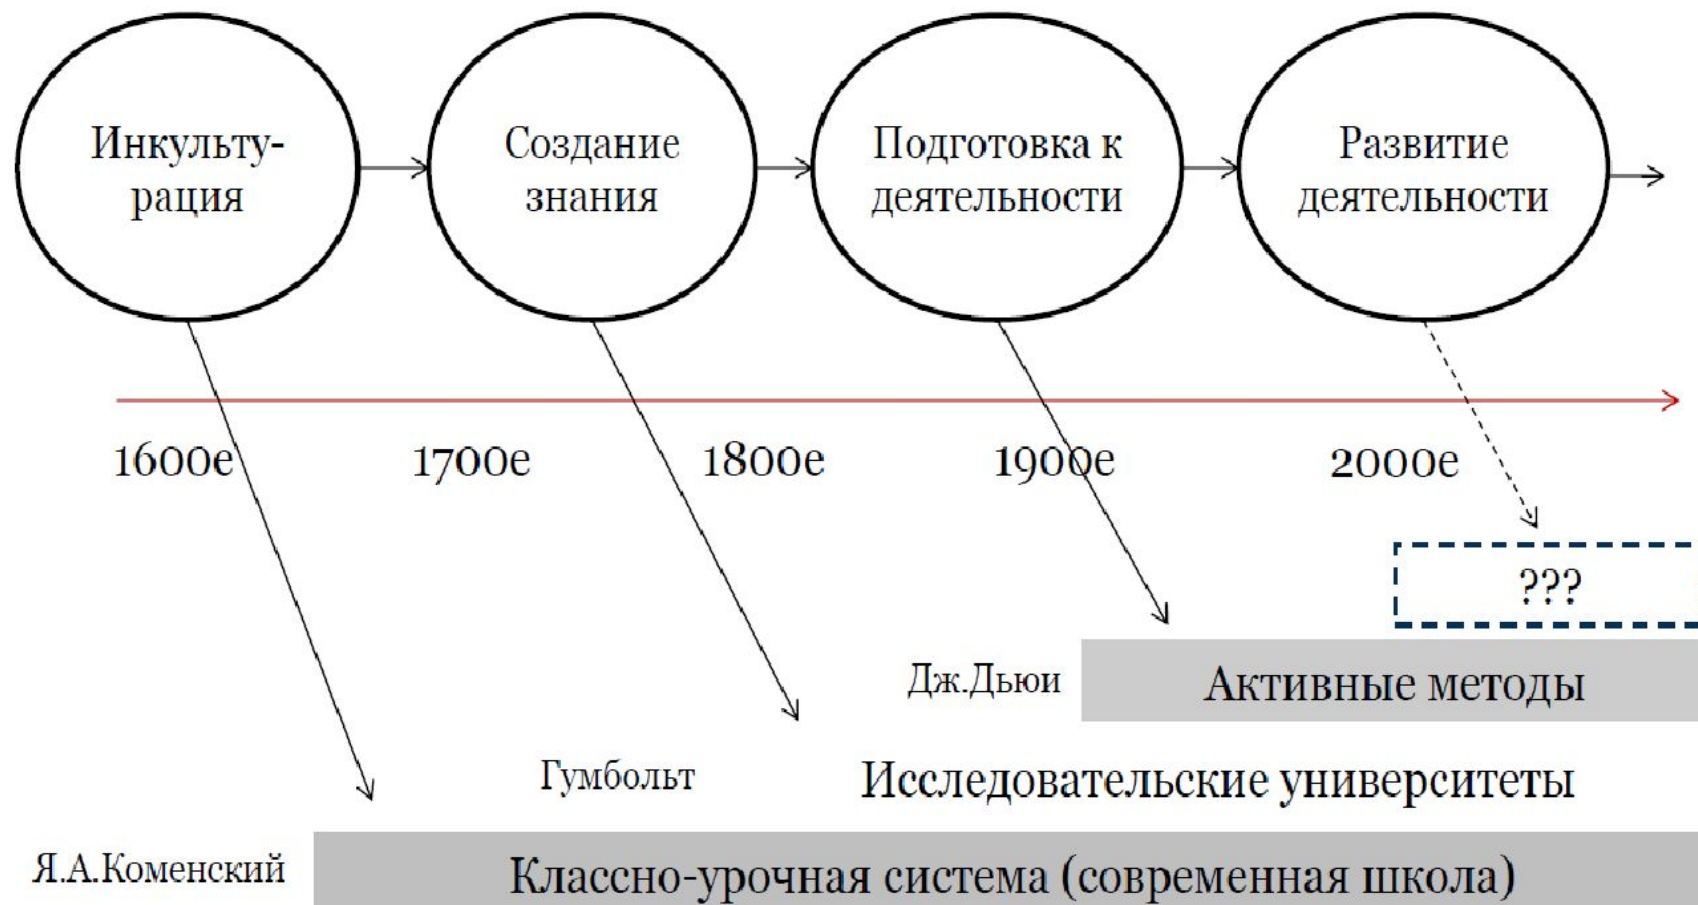 Инкульту-
рация
Создание
знания
Подготовка к
деятельности
Развитие
деятельности
1600е
1700е
1800е
1900е
2000е
???
Дж.Дьюи
Активные методы
Гумбольт
Исследовательские университеты
Я.А.Коменский
Классно-урочная система (современная школа)